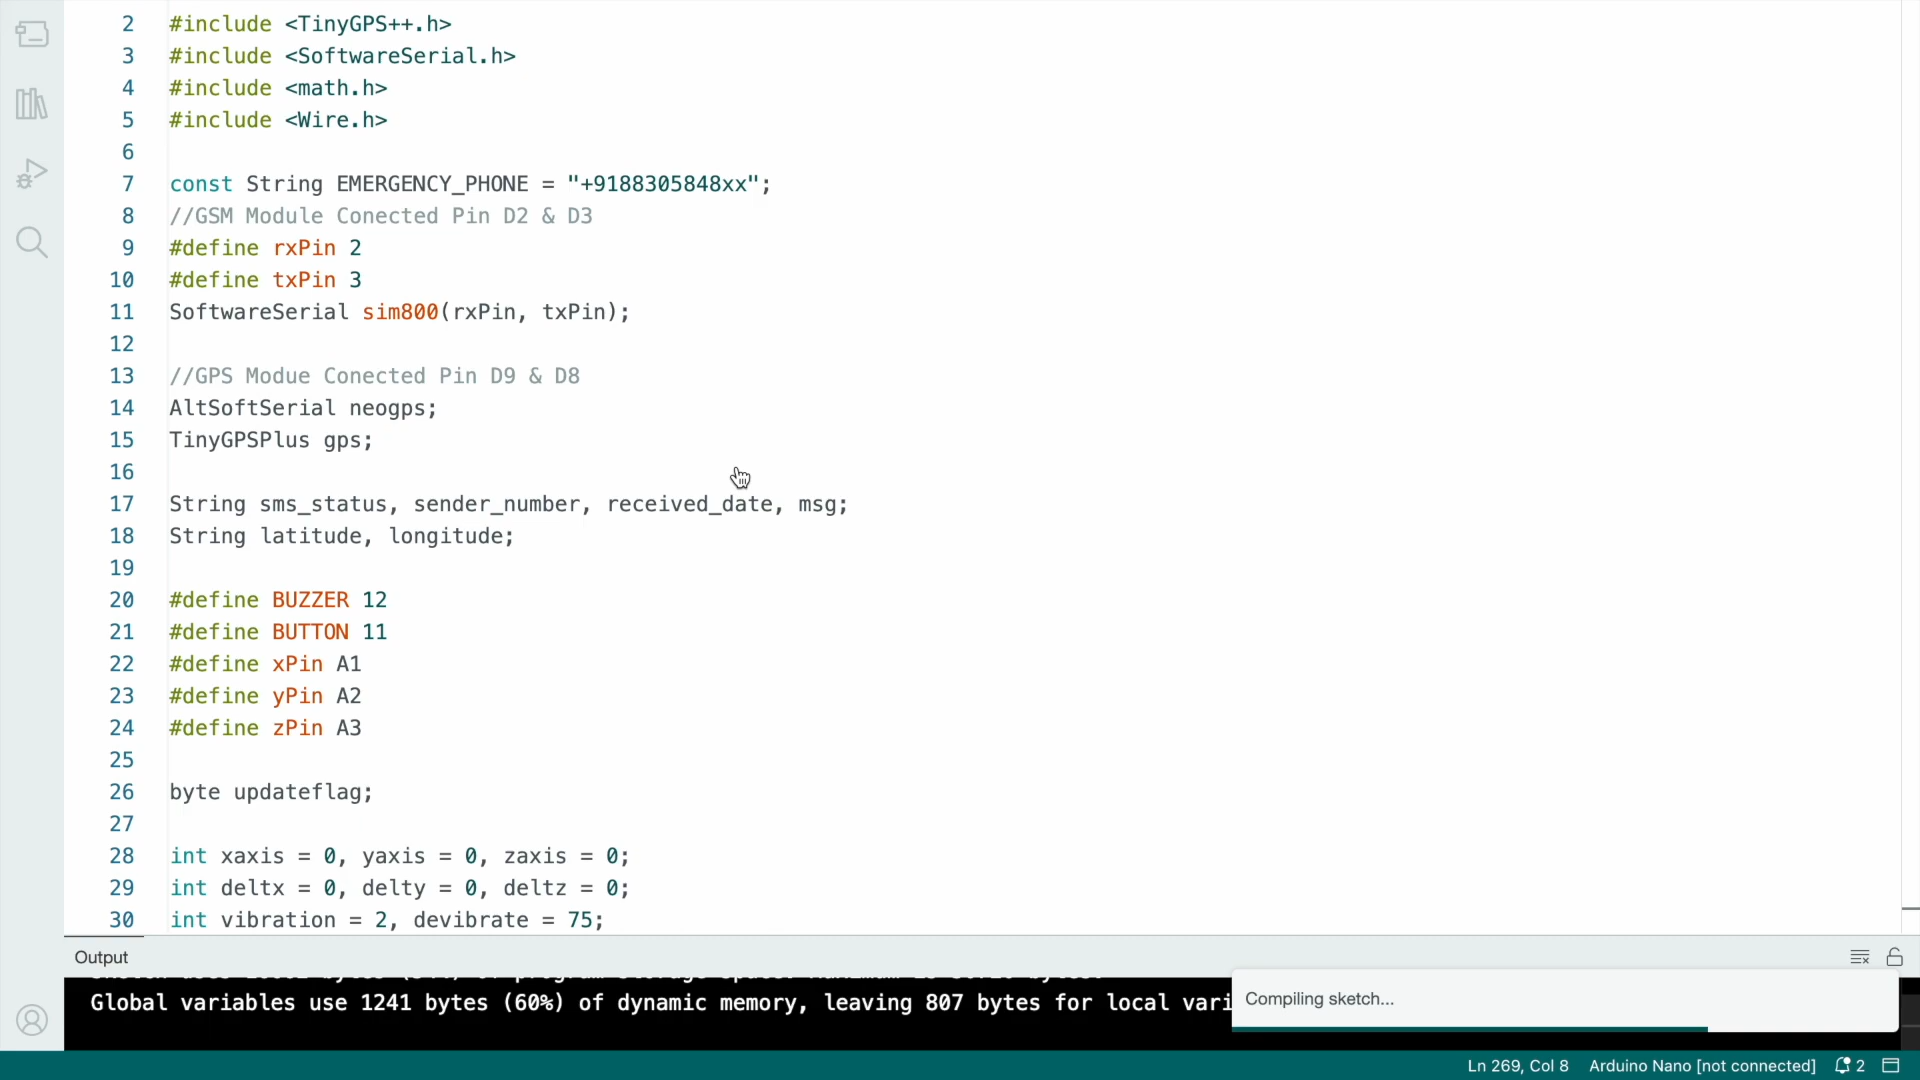 2 #include <TinyGPS++.h>
3 #include <SoftwareSerial.h>
4 #include <math.h>
5 #include <Wire.h>
6
7 const String EMERGENCY_PHONE = "+9188305848xx";
8 //GSM Module Conected Pin D2 & D3
9 #define rxPin 2
10 #define txPin 3
11 SoftwareSerial sim800(rxPin, txPin);
12
13 //GPS Modue Conected Pin D9 & D8
14 AltSoftSerial neogps;
15 TinyGPSPlus gps;
16
17 String sms_status, sender_number, received_date, msg;
18 String latitude, longitude;
19
20 #define BUZZER 12
21 #define BUTTON 11
22 #define xPin A1
23 #define yPin A2
24 #define zPin A3
25
26 byte updateflag;
27
28 int xaxis = 0, yaxis = 0, zaxis = 0;
29 int deltx = 0, delty = 0, deltz = 0;
30 int vibration = 2, devibrate = 75;
Output
Global variables use 1241 bytes (60%) of dynamic memory, leaving 807 bytes for local vari
Compiling sketch...
Ln 269, Col 8 Arduino Nano [not connected] 2